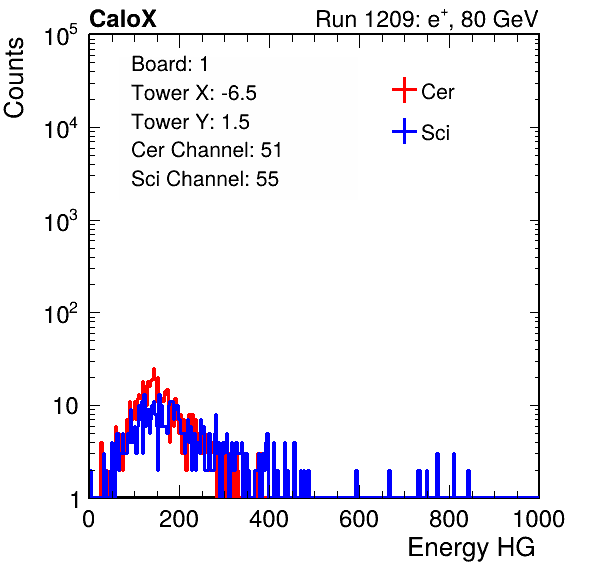 CaloX Run 1209: e⁺, 80 GeV
Counts
10⁵
10⁴
10³
10²
10
1
Board: 1
Tower X: -6.5
Tower Y: 1.5
Cer Channel: 51
Sci Channel: 55
Cer
Sci
0 200 400 600 800 1000
Energy HG